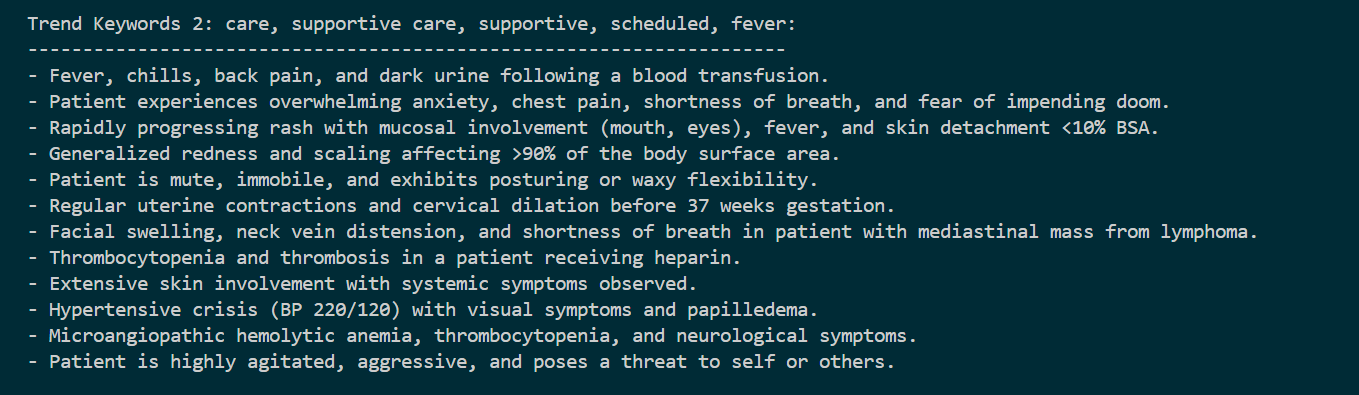 Trend Keywords 2: care, supportive care, supportive, scheduled, fever:
---------------------------------------------------------------------
- Fever, chills, back pain, and dark urine following a blood transfusion.
- Patient experiences overwhelming anxiety, chest pain, shortness of breath, and fear of impending doom.
- Rapidly progressing rash with mucosal involvement (mouth, eyes), fever, and skin detachment <10% BSA.
- Generalized redness and scaling affecting >90% of the body surface area.
- Patient is mute, immobile, and exhibits posturing or waxy flexibility.
- Regular uterine contractions and cervical dilation before 37 weeks gestation.
- Facial swelling, neck vein distension, and shortness of breath in patient with mediastinal mass from lymphoma.
- Thrombocytopenia and thrombosis in a patient receiving heparin.
- Extensive skin involvement with systemic symptoms observed.
- Hypertensive crisis (BP 220/120) with visual symptoms and papilledema.
- Microangiopathic hemolytic anemia, thrombocytopenia, and neurological symptoms.
- Patient is highly agitated, aggressive, and poses a threat to self or others.